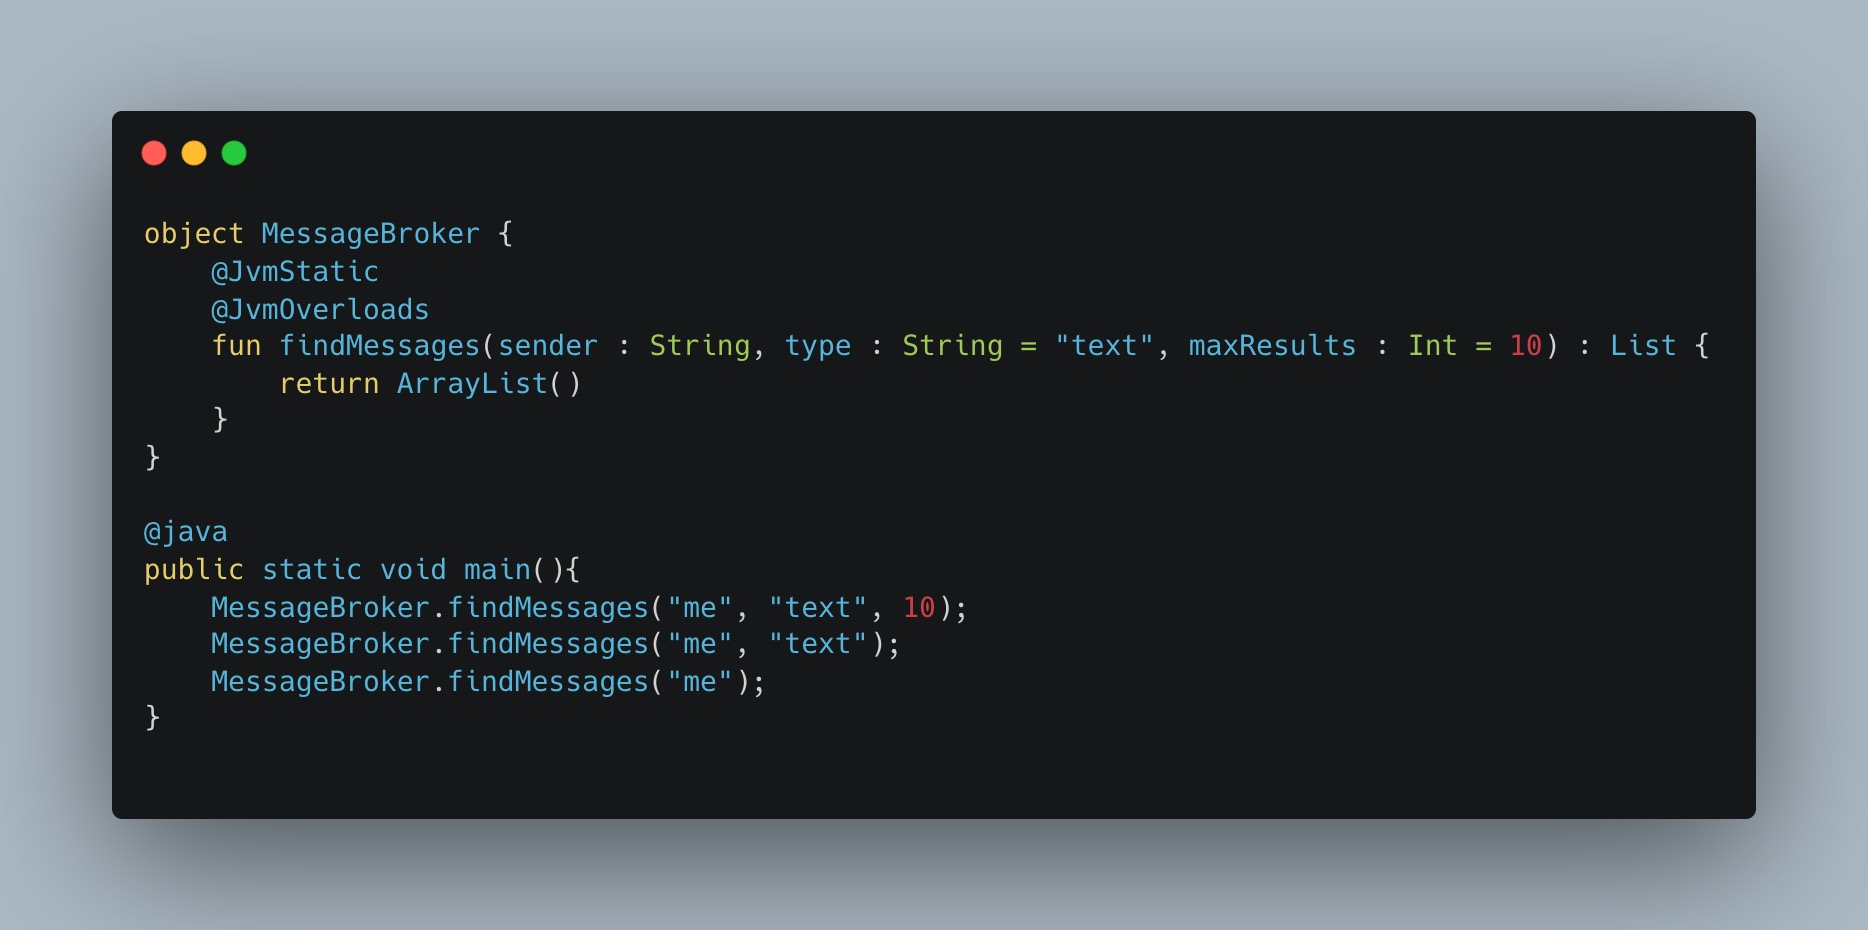 object MessageBroker {
    @JvmStatic
    @JvmOverloads
    fun findMessages(sender : String, type : String = "text", maxResults : Int = 10) : List {
        return ArrayList()
    }
}

@java
public static void main(){
    MessageBroker.findMessages("me", "text", 10);
    MessageBroker.findMessages("me", "text");
    MessageBroker.findMessages("me");
}